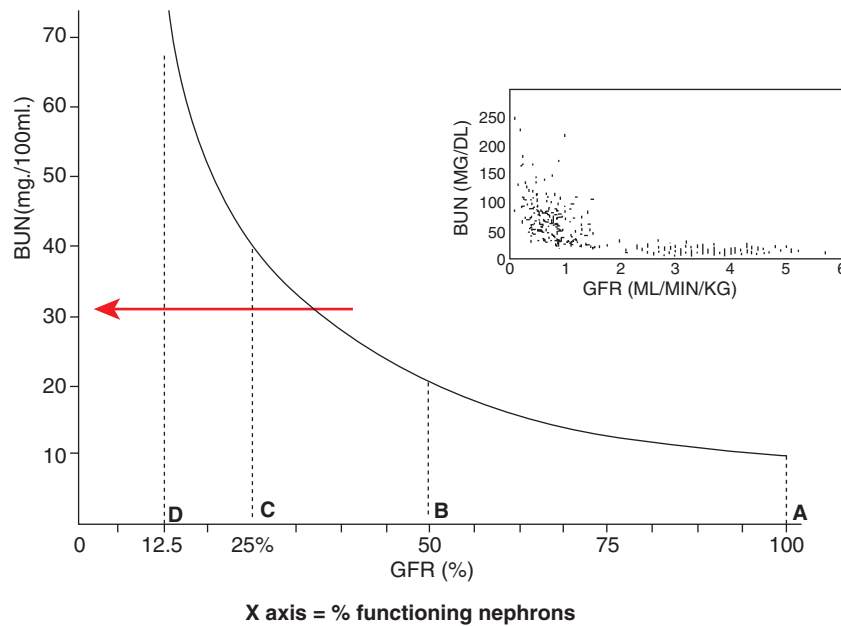 70
60
50
40
30
20
10
BUN(mg./100ml.)
D
C
B
A
0 12.5 25% 50 75 100
GFR (%)
X axis = % functioning nephrons
250
200
150
100
50
0
BUN (MG/DL)
0 1 2 3 4 5 6
GFR (ML/MIN/KG)